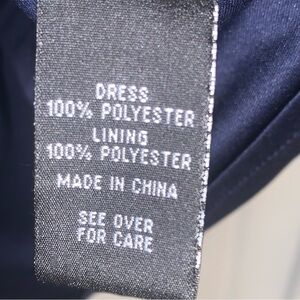 DRESS
100% POLYESTER
LINING
100% POLYESTER
MADE IN CHINA
SEE OVER
FOR CARE